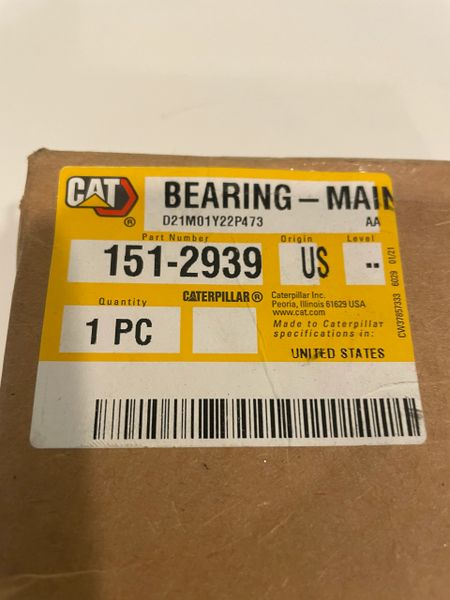 CAT
®
BEARING-MAIN
D21M01Y22P473 AA
Part Number Origin Level
151-2939 US --
Quantity CATERPILLAR® Caterpillar Inc.
Peoria, Illinois 61629 USA
www.cat.com
1 PC
Made to Caterpillar
specifications in:
UNITED STATES
CW37857333 6029 01/21